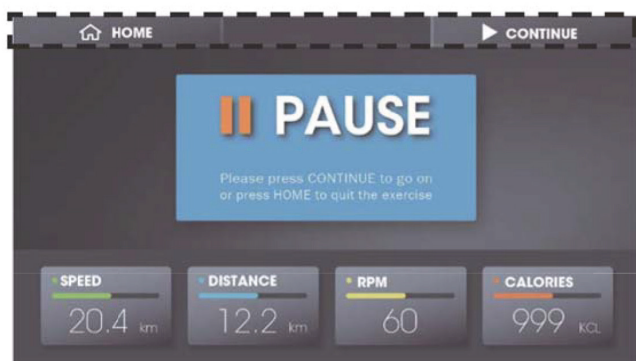 HOME
CONTINUE
PAUSE
Please press CONTINUE to go on
or press HOME to quit the exercise
SPEED
DISTANCE
RPM
CALORIES
20.4 km
12.2 km
60
999 KCL